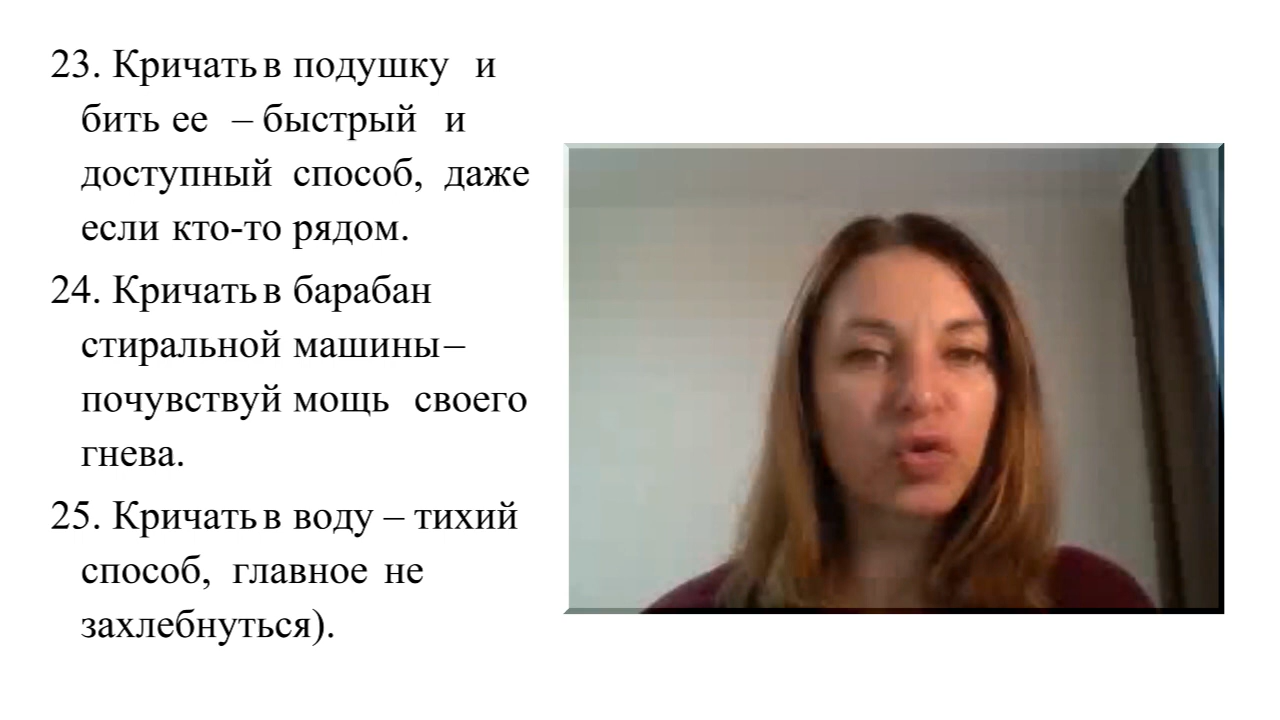 23. Кричать в подушку и
бить ее – быстрый и
доступный способ, даже
если кто-то рядом.
24. Кричать в барабан
стиральной машины–
почувствуй мощь своего
гнева.
25. Кричать в воду – тихий
способ, главное не
захлебнуться).